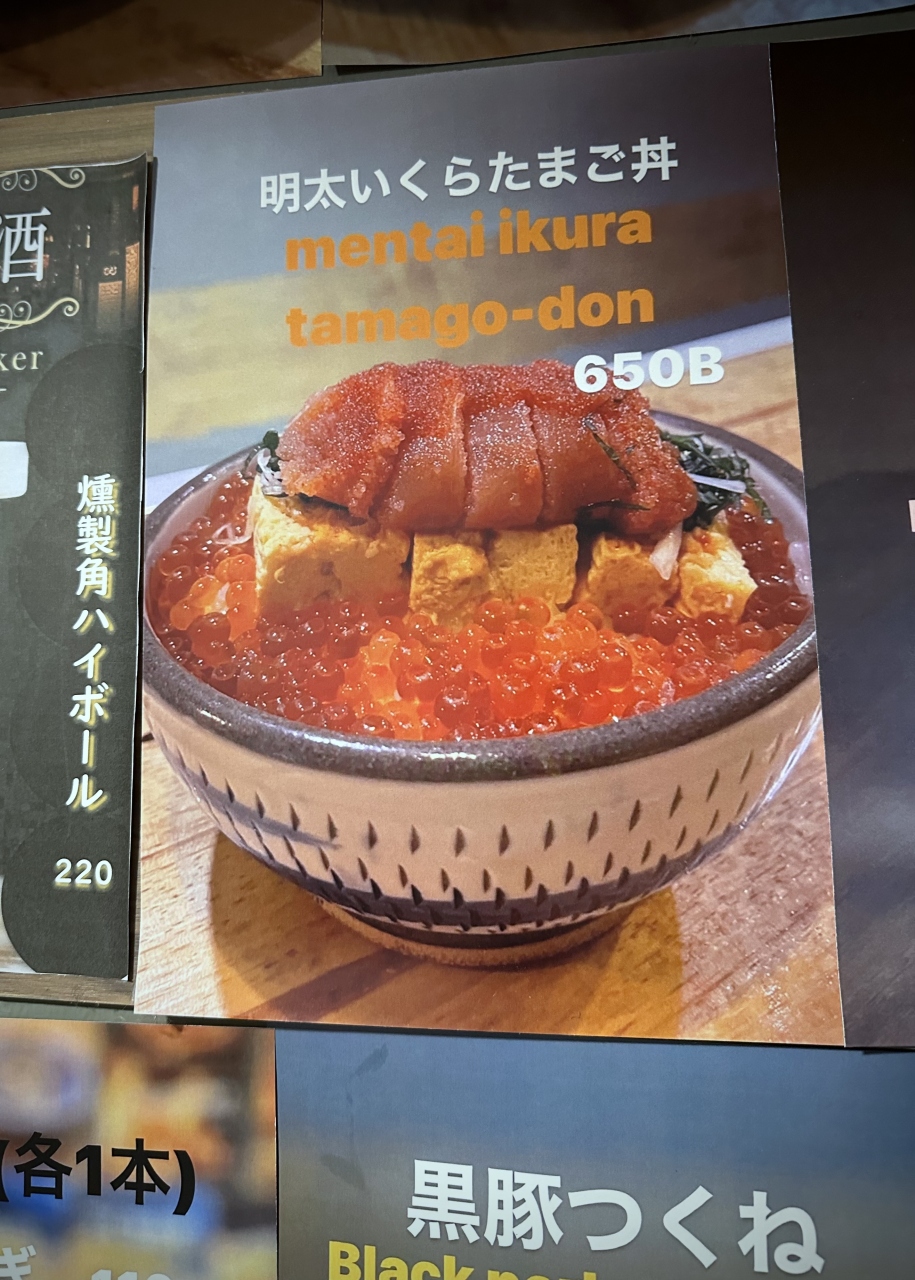 明太いくらたまご丼
mentai ikura
tamago-don
650B
酒
燻製角ハイボール
220
(各1本)
黒豚つくね
Black